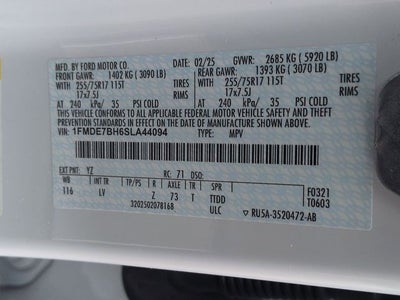 MFD. BY FORD MOTOR CO. 02/25 GVWR: 2685 KG (5920 LB)
FRONT GAWR: 1402 KG (3090 LB) REAR GAWR: 1393 KG (3070 LB)
WITH 255/75R17 115T TIRES WITH 255/75R17 115T TIRES
17x7.5J RIMS 17x7.5J RIMS
AT 240 kPa/ 35 PSI COLD AT 240 kPa/ 35 PSI COLD
THIS VEHICLE CONFORMS TO ALL APPLICABLE FEDERAL MOTOR VEHICLE SAFETY AND
THEFT PREVENTION STANDARDS IN EFFECT ON THE DATE OF MANUFACTURE SHOWN ABOVE.
VIN: 1FMDE7BH6SLA44094 TYPE: MPV
EXT PNT: YZ RC: 71 DSO: F0321
WB INT TR TP/PS R AXLE TR SPR T0603
116 LV Z 73 T TTDD
3202502078168 UTC
RU5A-3520472-AB